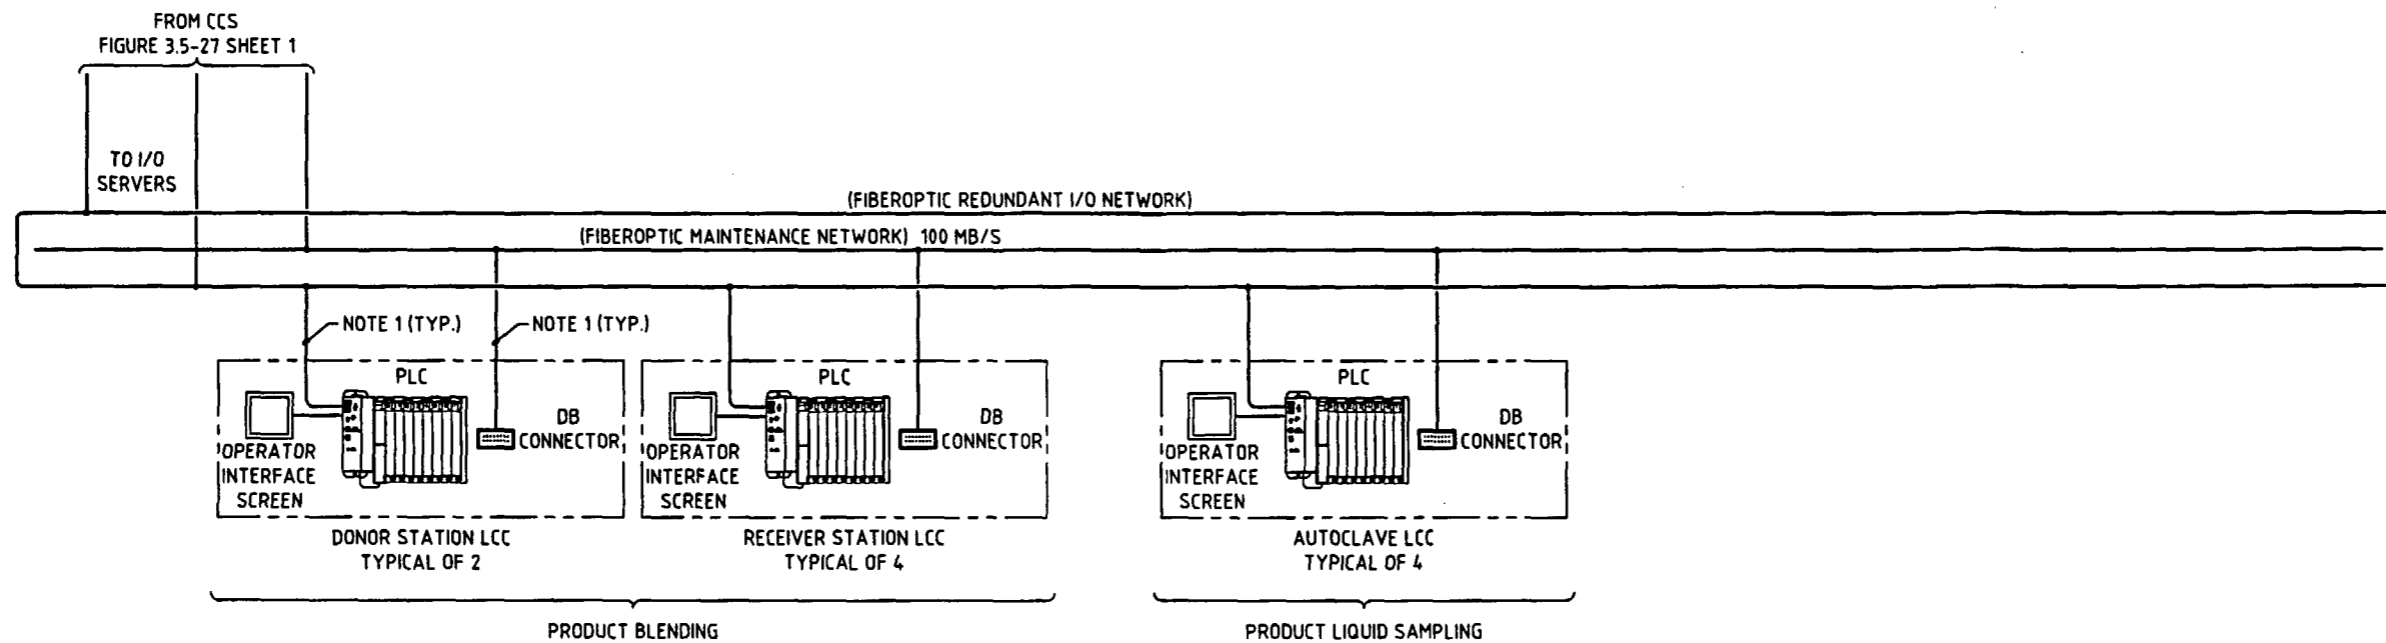 FROM CCS
FIGURE 3.5-27 SHEET 1
TO I/O
SERVERS
(FIBEROPTIC REDUNDANT I/O NETWORK)
(FIBEROPTIC MAINTENANCE NETWORK) 100 MB/S
NOTE 1 (TYP.)
NOTE 1 (TYP.)
PLC
OPERATOR
INTERFACE
SCREEN
DB
CONNECTOR
PLC
OPERATOR
INTERFACE
SCREEN
DB
CONNECTOR
PLC
OPERATOR
INTERFACE
SCREEN
DB
CONNECTOR
DONOR STATION LCC
TYPICAL OF 2
RECEIVER STATION LCC
TYPICAL OF 4
AUTOCLAVE LCC
TYPICAL OF 4
PRODUCT BLENDING
PRODUCT LIQUID SAMPLING